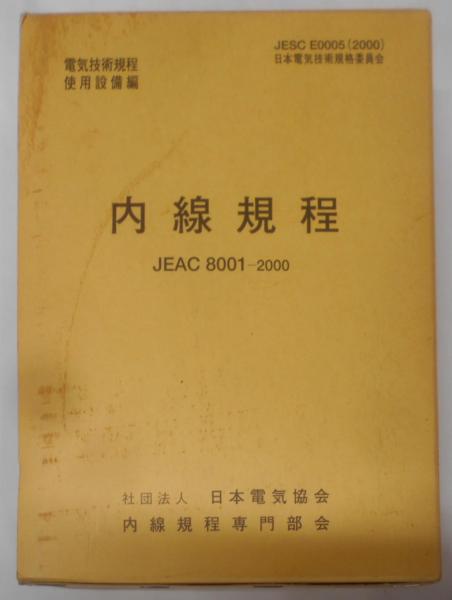 電気技術規程
使用設備編
JESC E0005(2000)
日本電気技術規格委員会
内線規程
JEAC 8001-2000
社団法人 日本電気協会
内線規程専門部会